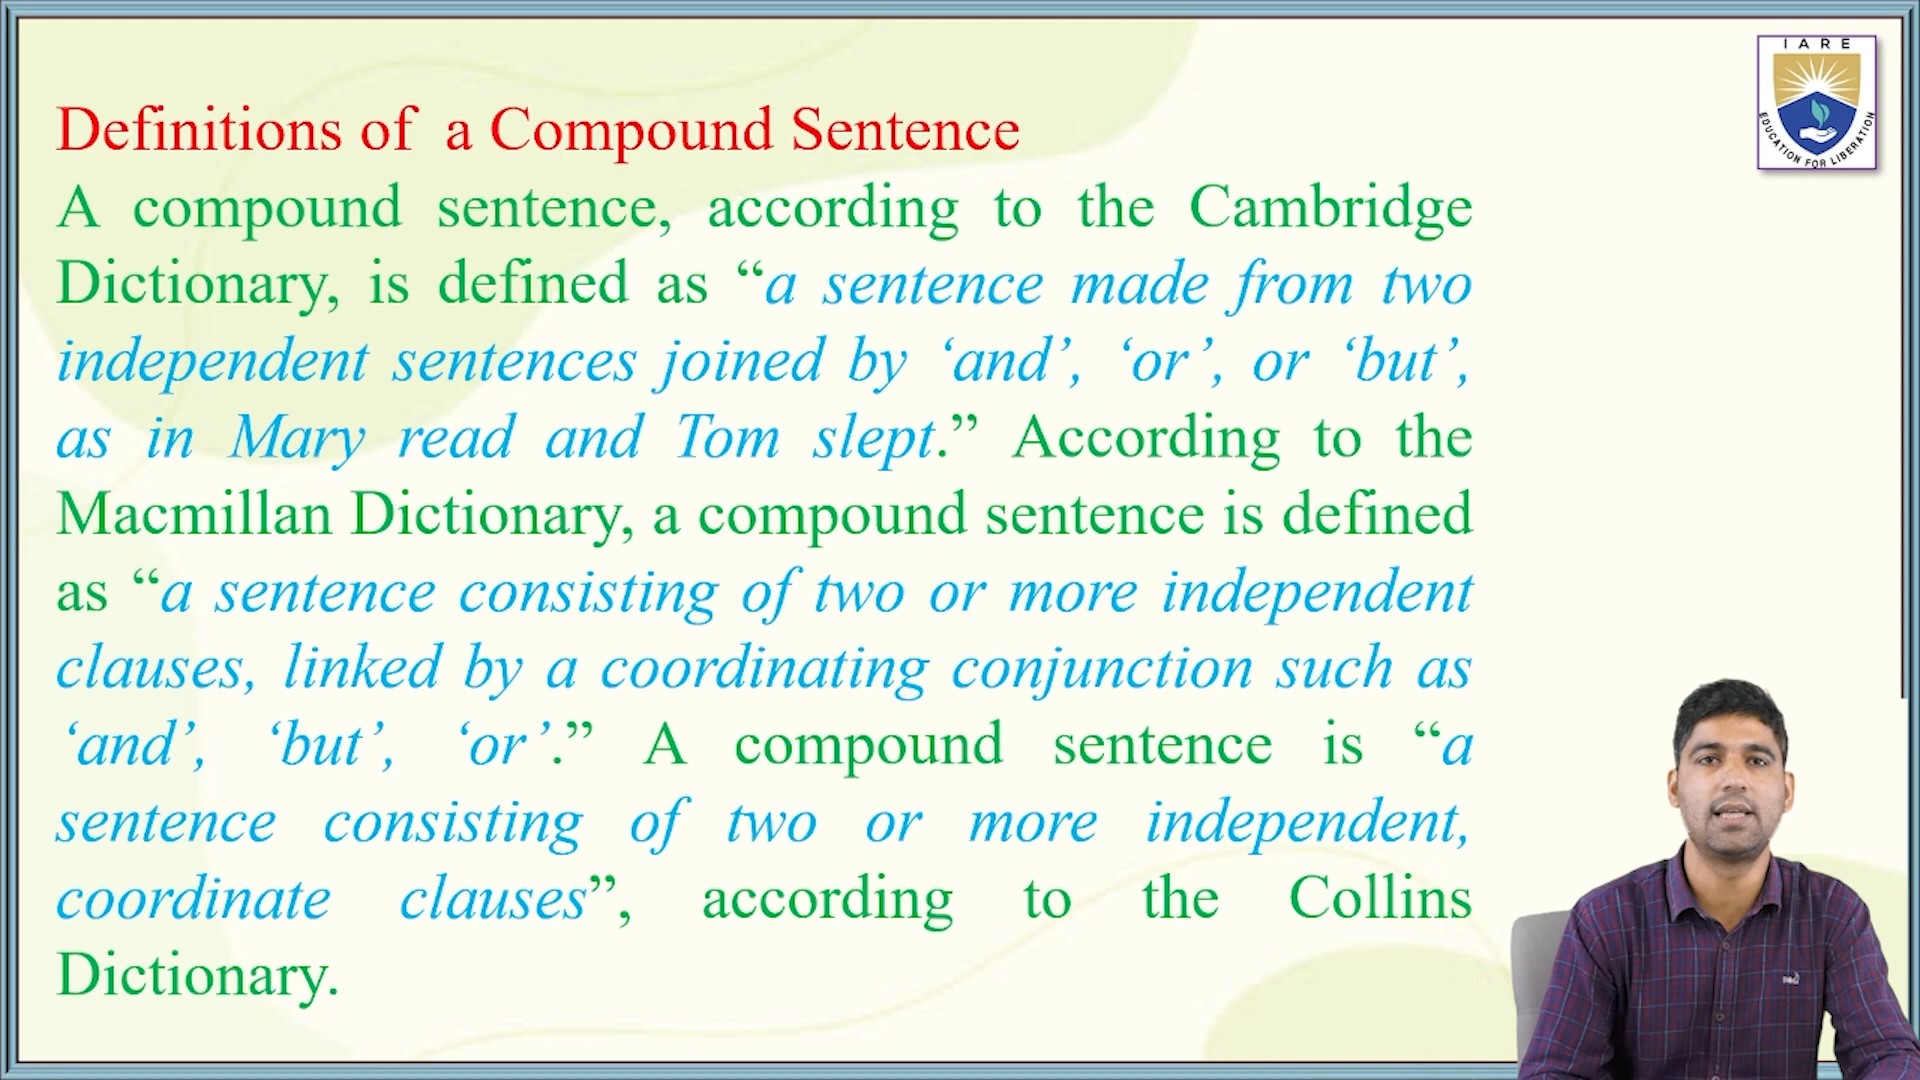 IARE
EDUCATION FOR LIBERATION
Definitions of a Compound Sentence
A compound sentence, according to the Cambridge
Dictionary, is defined as “a sentence made from two
independent sentences joined by ‘and’, ‘or’, or ‘but’,
as in Mary read and Tom slept.” According to the
Macmillan Dictionary, a compound sentence is defined
as “a sentence consisting of two or more independent
clauses, linked by a coordinating conjunction such as
‘and’, ‘but’, ‘or’.” A compound sentence is “a
sentence consisting of two or more independent,
coordinate clauses”, according to the Collins
Dictionary.